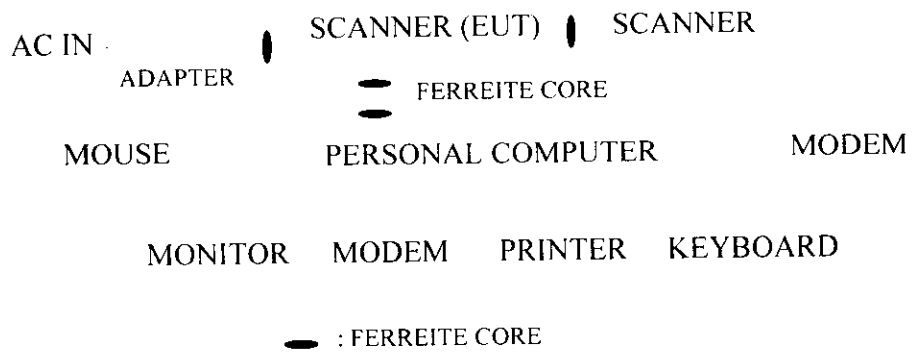 AC IN SCANNER (EUT) SCANNER
ADAPTER FERREITE CORE
MOUSE PERSONAL COMPUTER MODEM
MONITOR MODEM PRINTER KEYBOARD
: FERREITE CORE